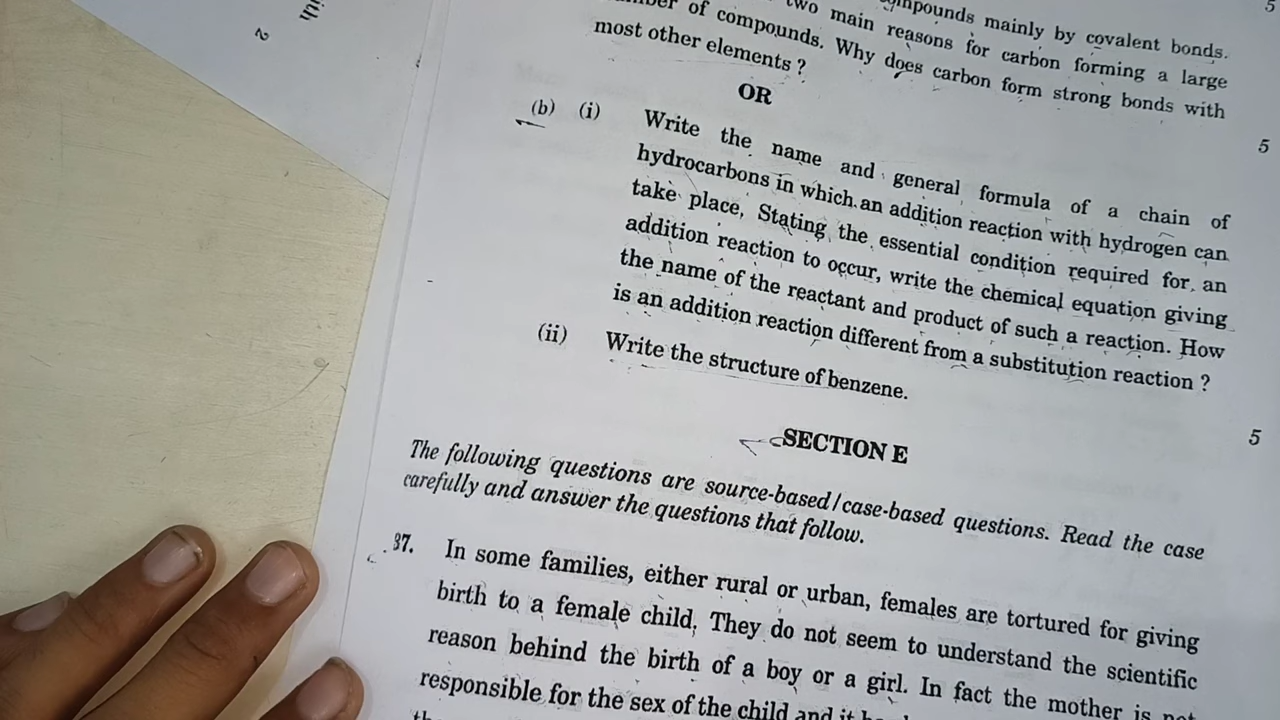 ith
2
mpounds mainly by covalent bonds.
two main reasons for carbon forming a large
of compounds. Why does carbon form strong bonds with
most other elements ?
5
OR
(b) (i) Write the name and general formula of a chain of
hydrocarbons in which an addition reaction with hydrogen can
take place, Stating the essential condition required for an
addition reaction to occur, write the chemical equation giving
the name of the reactant and product of such a reaction. How
is an addition reaction different from a substitution reaction ?
(ii) Write the structure of benzene.
5
SECTION E
5
The following questions are source-based/case-based questions. Read the case
carefully and answer the questions that follow.
37. In some families, either rural or urban, females are tortured for giving
birth to a female child. They do not seem to understand the scientific
reason behind the birth of a boy or a girl. In fact the mother is not
responsible for the sex of the child and it